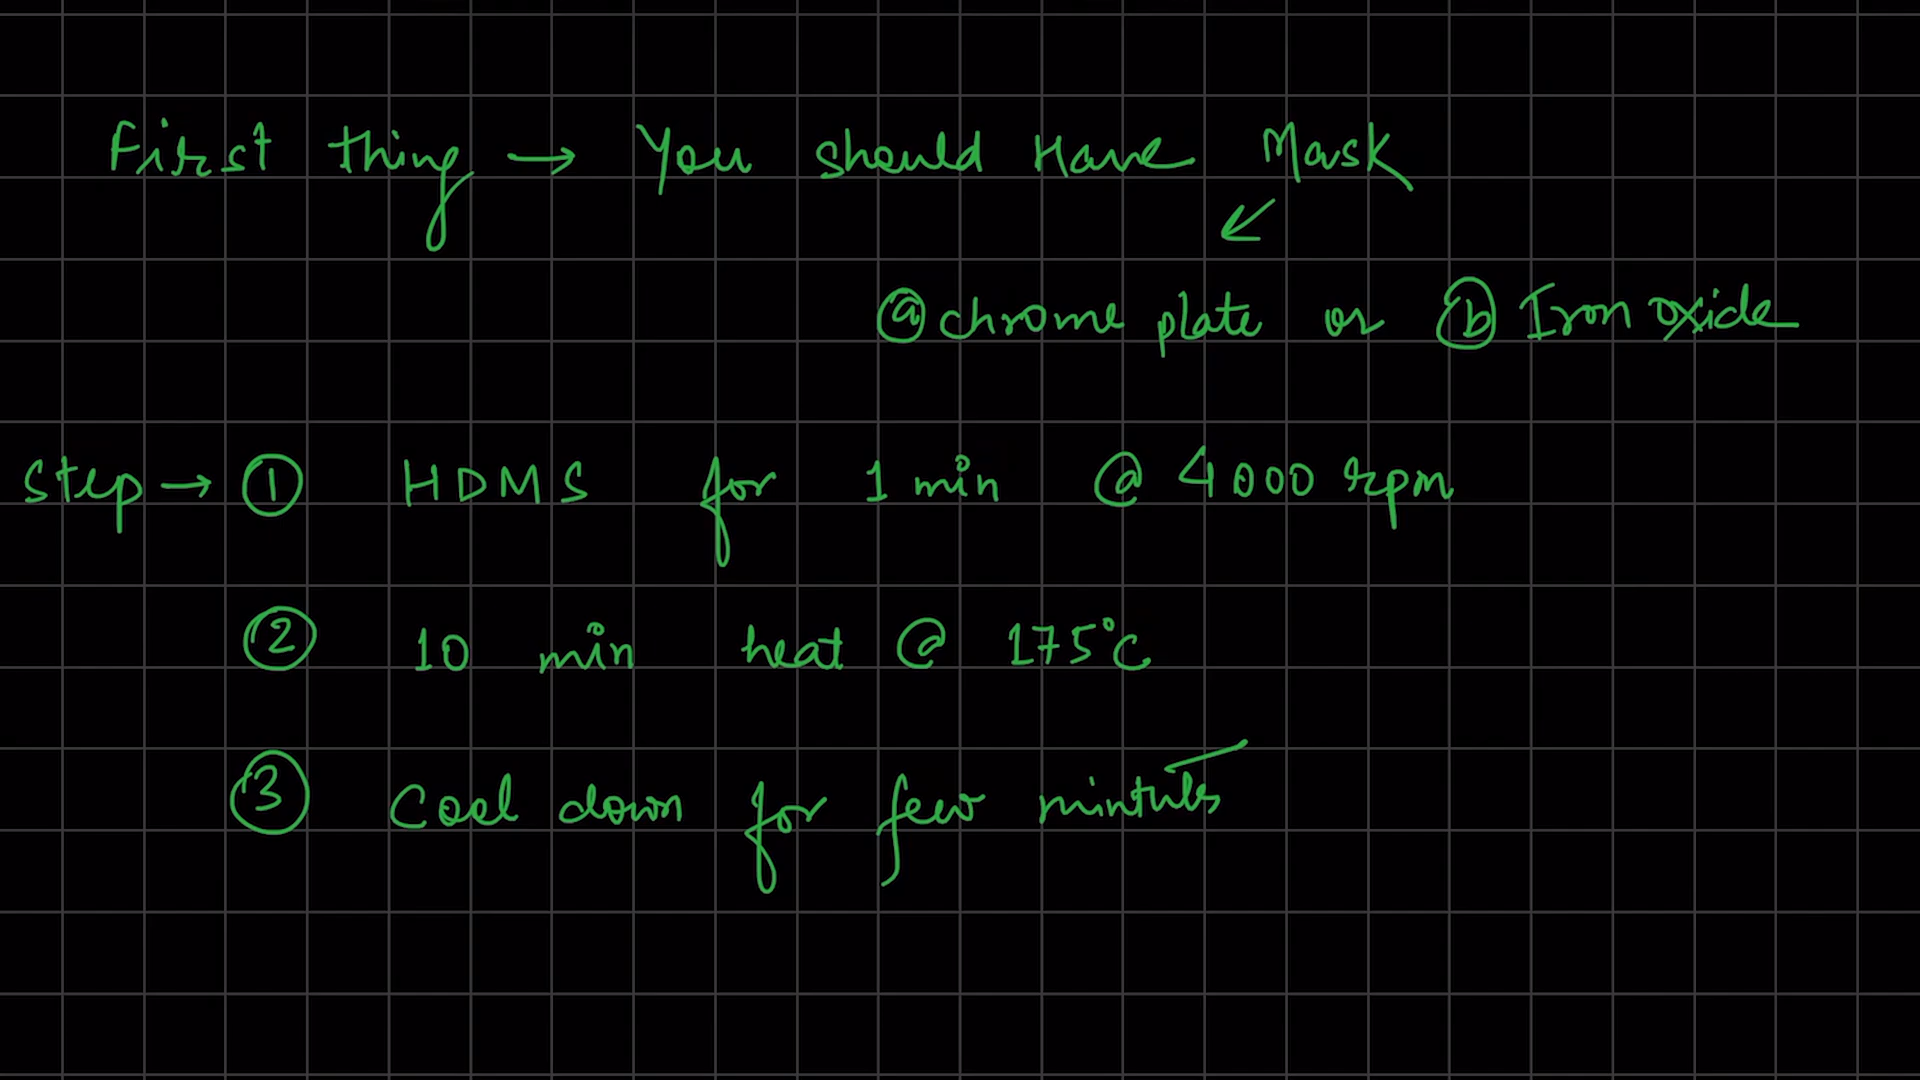 First thing → You should Have Mask
↙
ⓐ chrome plate or ⓑ Iron oxide
Step → ① HDMS for 1 min @ 4000 rpm
② 10 min heat @ 175°C
③ Cool down for few mintutes